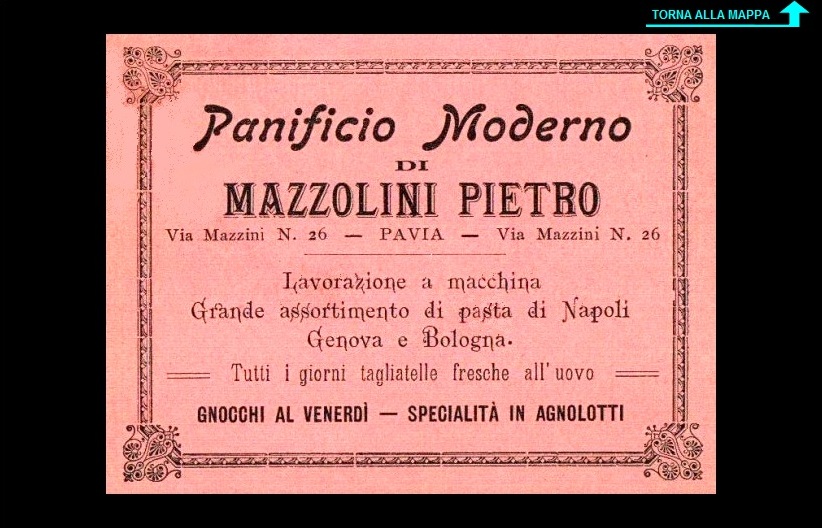 TORNA ALLA MAPPA
Panificio Moderno
DI
MAZZOLINI PIETRO
Via Mazzini N. 26 — PAVIA — Via Mazzini N. 26
Lavorazione a macchina
Grande assortimento di pasta di Napoli
Genova e Bologna.
Tutti i giorni tagliatelle fresche all'uovo
GNOCCHI AL VENERDÌ — SPECIALITÀ IN AGNOLOTTI